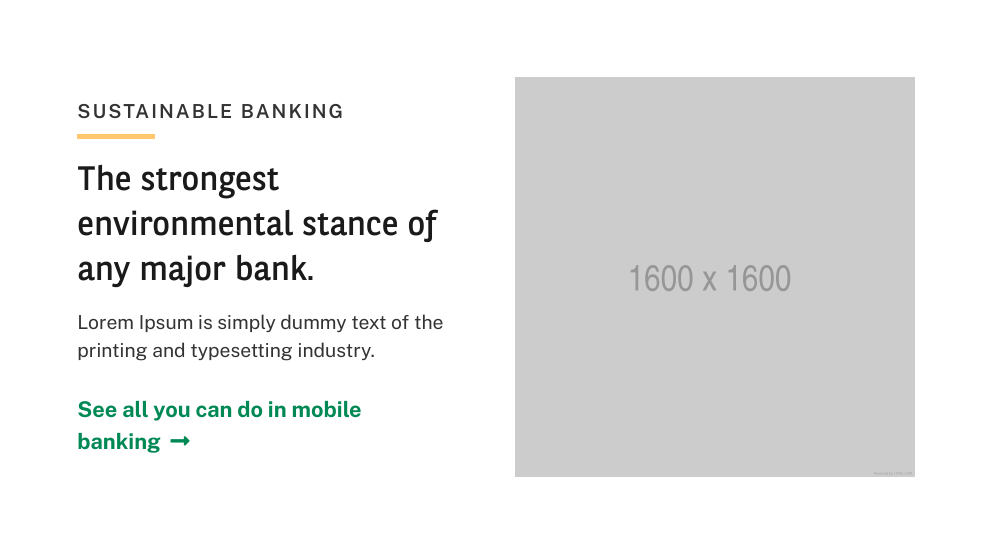 SUSTAINABLE BANKING
The strongest
environmental stance of
any major bank.
Lorem Ipsum is simply dummy text of the
printing and typesetting industry.
See all you can do in mobile
banking →
1600 x 1600